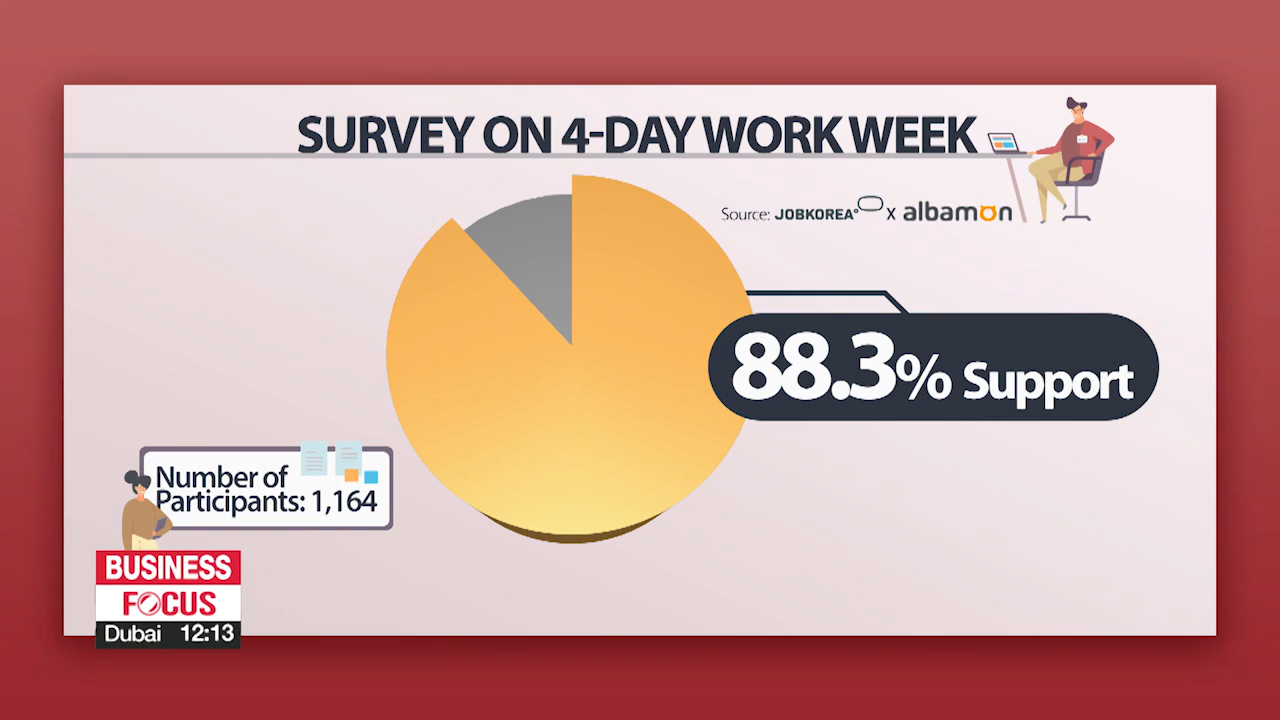 SURVEY ON 4-DAY WORK WEEK
Source: JOBKOREA x albamon
88.3% Support
Number of
Participants: 1,164
BUSINESS
FOCUS
Dubai 12:13